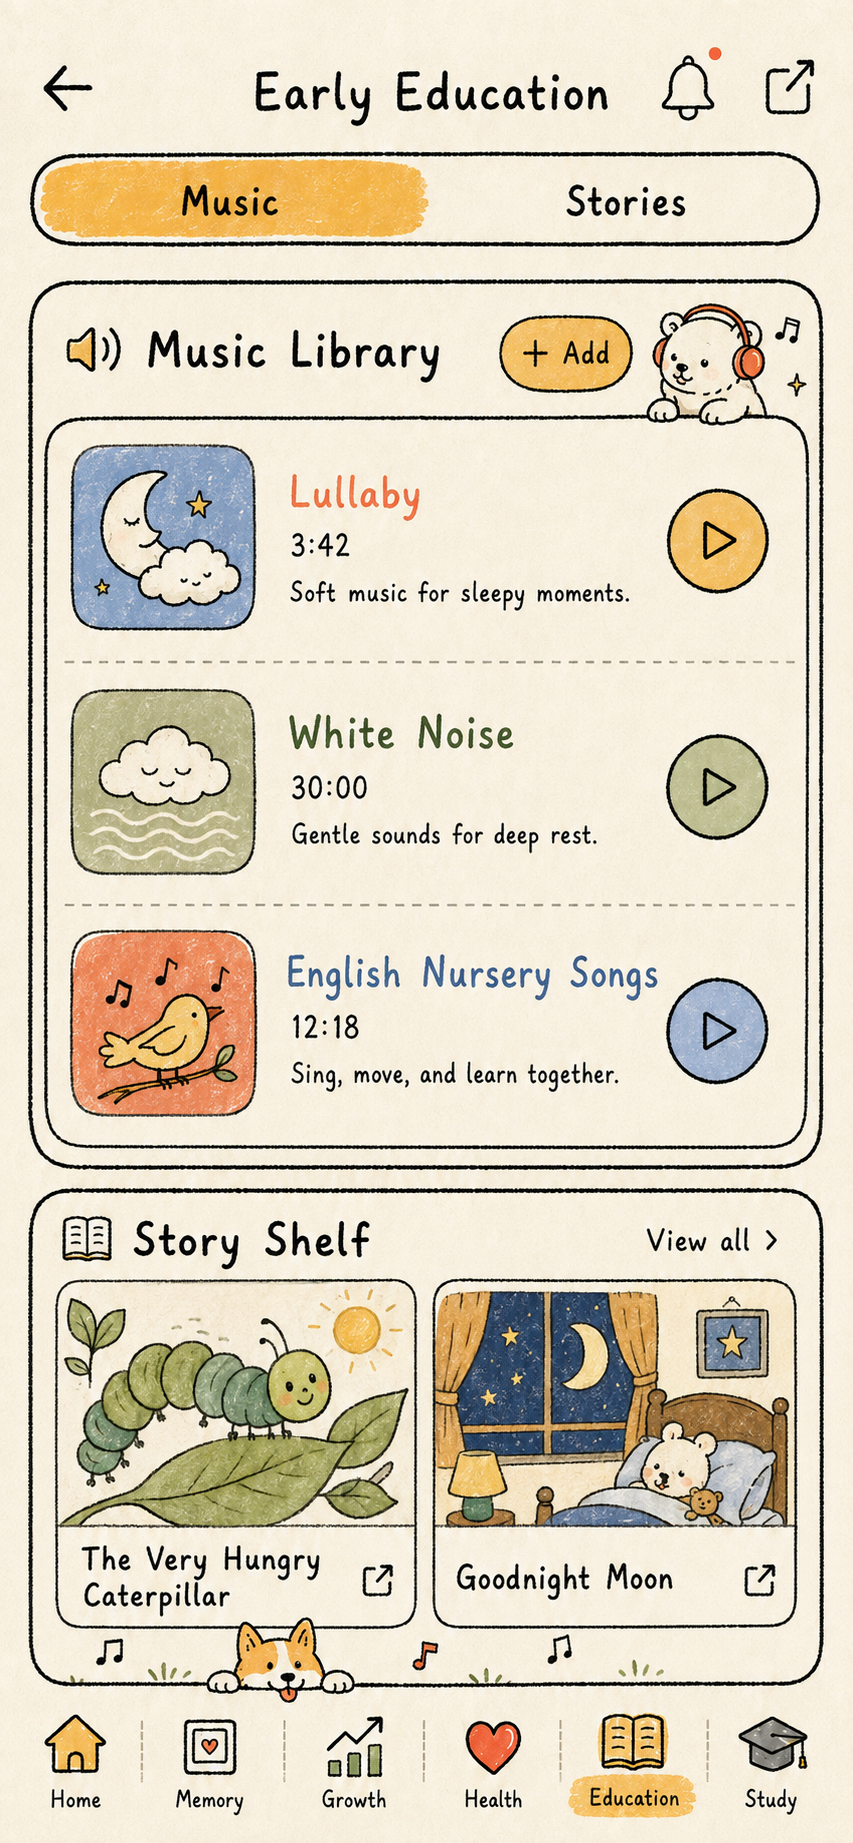 Early Education
Music
Stories
Music Library
+ Add
Lullaby
3:42
Soft music for sleepy moments.
White Noise
30:00
Gentle sounds for deep rest.
English Nursery Songs
12:18
Sing, move, and learn together.
Story Shelf
View all >
The Very Hungry
Caterpillar
Goodnight Moon
Home
Memory
Growth
Health
Education
Study